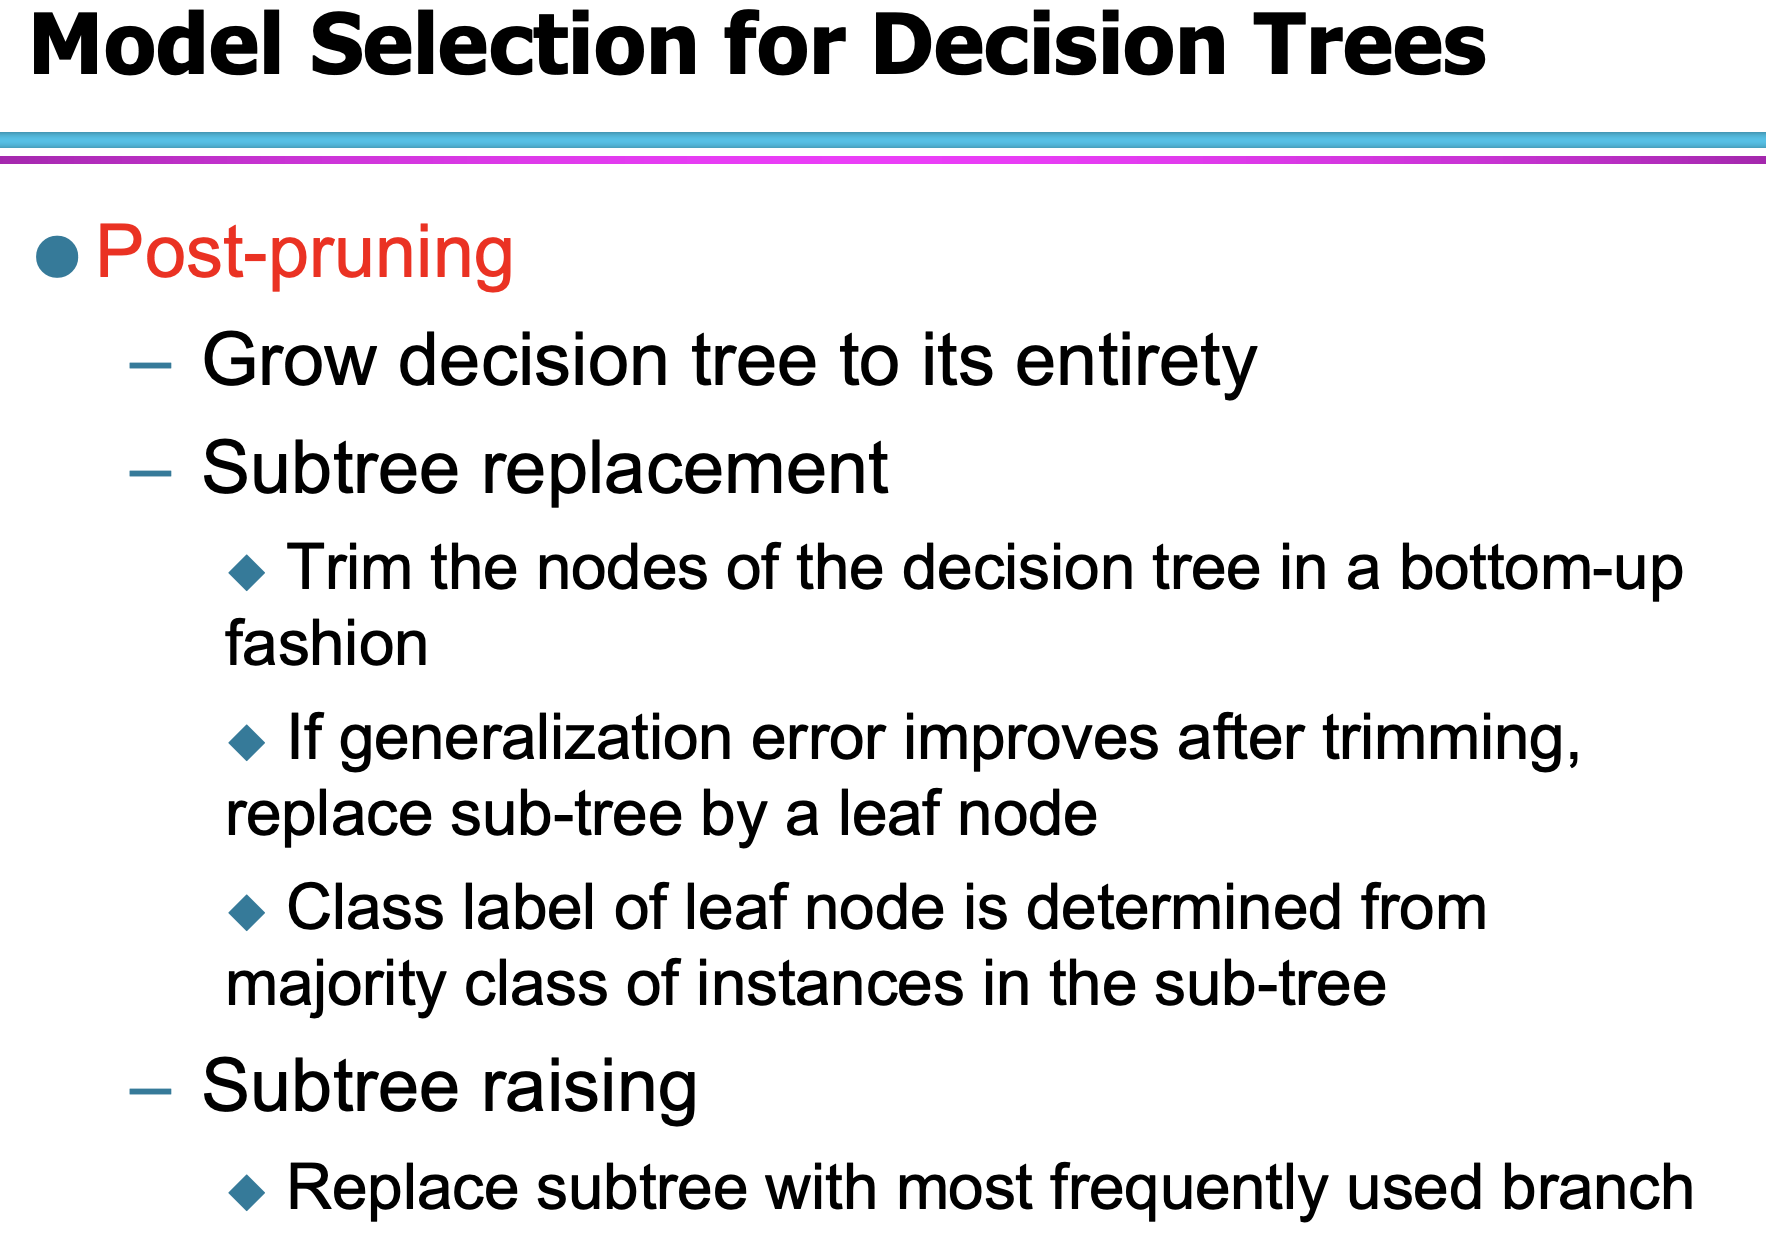 Model Selection for Decision Trees
● Post-pruning
– Grow decision tree to its entirety
– Subtree replacement
◆ Trim the nodes of the decision tree in a bottom-up
fashion
◆ If generalization error improves after trimming,
replace sub-tree by a leaf node
◆ Class label of leaf node is determined from
majority class of instances in the sub-tree
– Subtree raising
◆ Replace subtree with most frequently used branch